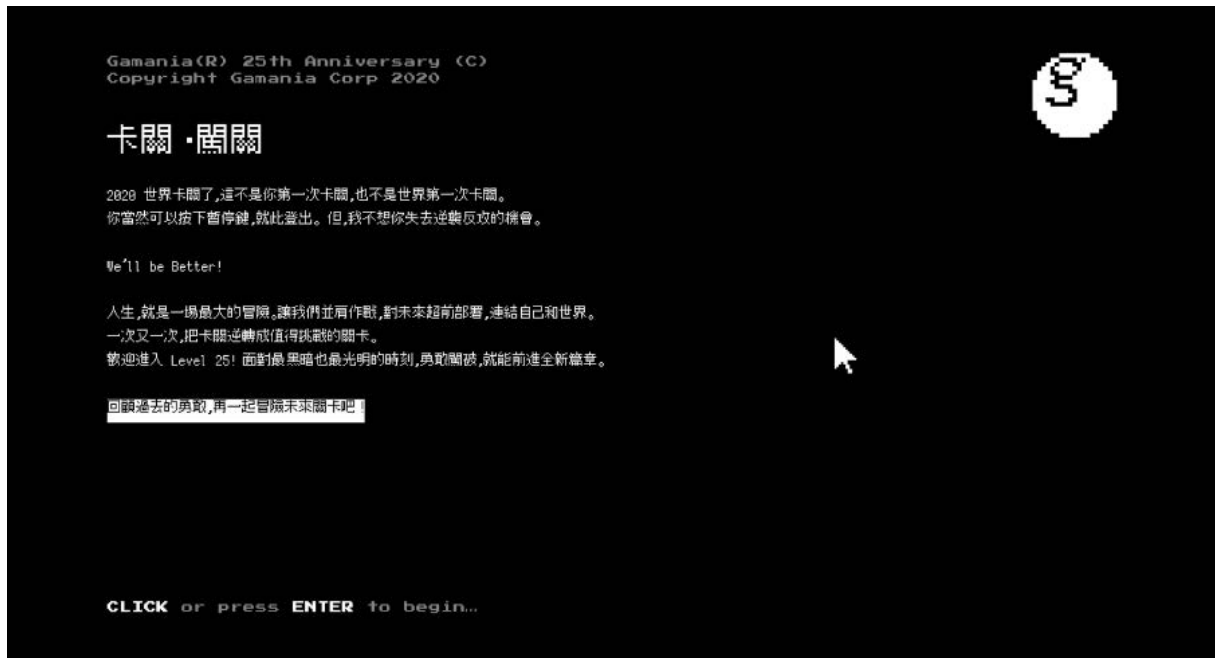 Gamania(R) 25th Anniversary (C)
Copyright Gamania Corp 2020
g
卡關・闖關
2020 世界卡關了,這不是你第一次卡關,也不是世界第一次卡關。
你當然可以按下暫停鍵,就此登出。但,我不想你失去逆襲反攻的機會。
We'll be Better!
人生,就是一場最大的冒險。讓我們並肩作戰,對未來超前部署,連結自己和世界。
一次又一次,把卡關逆轉成值得挑戰的關卡。
歡迎進入 Level 25! 面對最黑暗也最光明的時刻,勇敢闖破,就能前進全新篇章。
回顧過去的勇敢,再一起冒險未來關卡吧!
CLICK or press ENTER to begin…